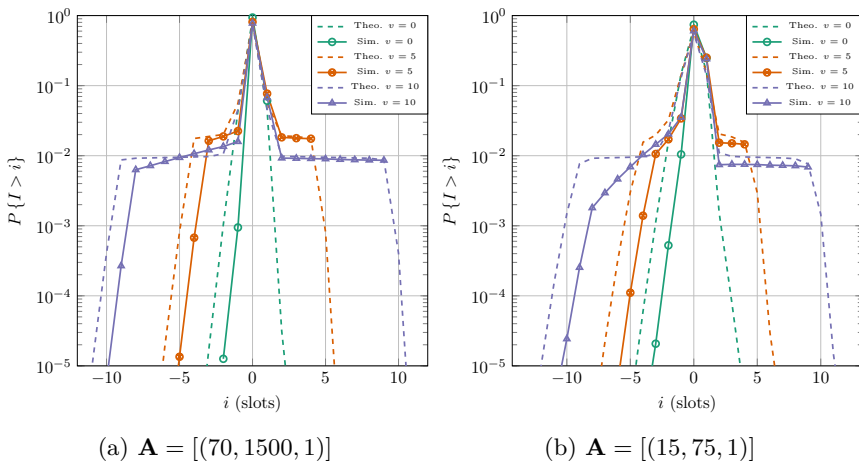 10^0
10^{-1}
10^{-2}
10^{-3}
10^{-4}
10^{-5}
P {I > i}
−10 −5 0 5 10
i (slots)
Theo. v = 0
Sim. v = 0
Theo. v = 5
Sim. v = 5
Theo. v = 10
Sim. v = 10
(a) A = [(70, 1500, 1)]
10^0
10^{-1}
10^{-2}
10^{-3}
10^{-4}
10^{-5}
P {I > i}
−10 −5 0 5 10
i (slots)
Theo. v = 0
Sim. v = 0
Theo. v = 5
Sim. v = 5
Theo. v = 10
Sim. v = 10
(b) A = [(15, 75, 1)]